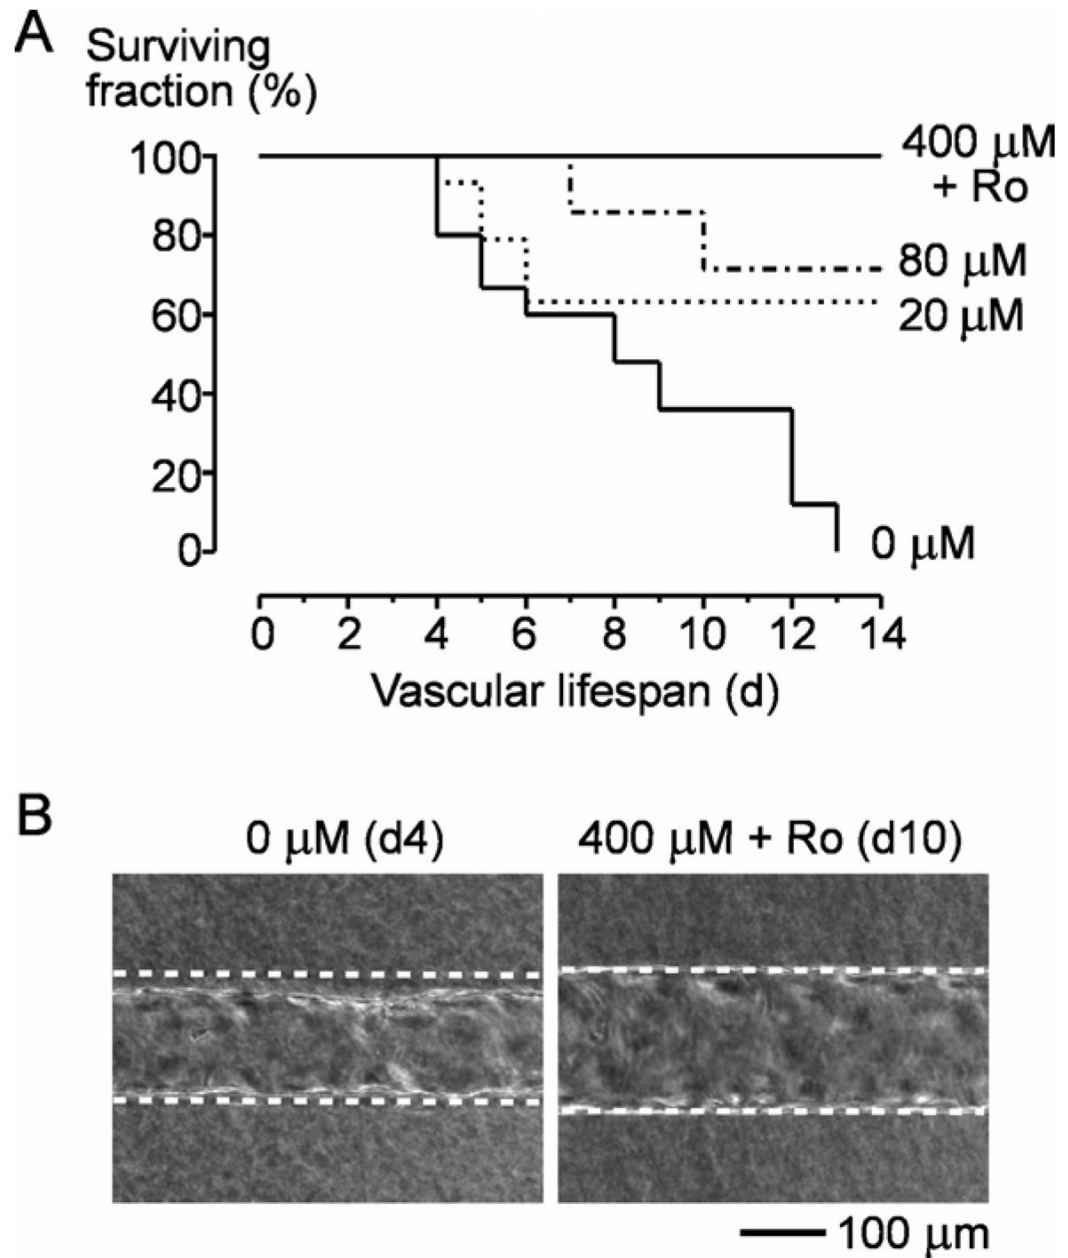 A
Surviving
fraction (%)
100
80
60
40
20
0
400 μM
+ Ro
80 μM
20 μM
0 μM
0 2 4 6 8 10 12 14
Vascular lifespan (d)
B
0 μM (d4)
400 μM + Ro (d10)
100 μm